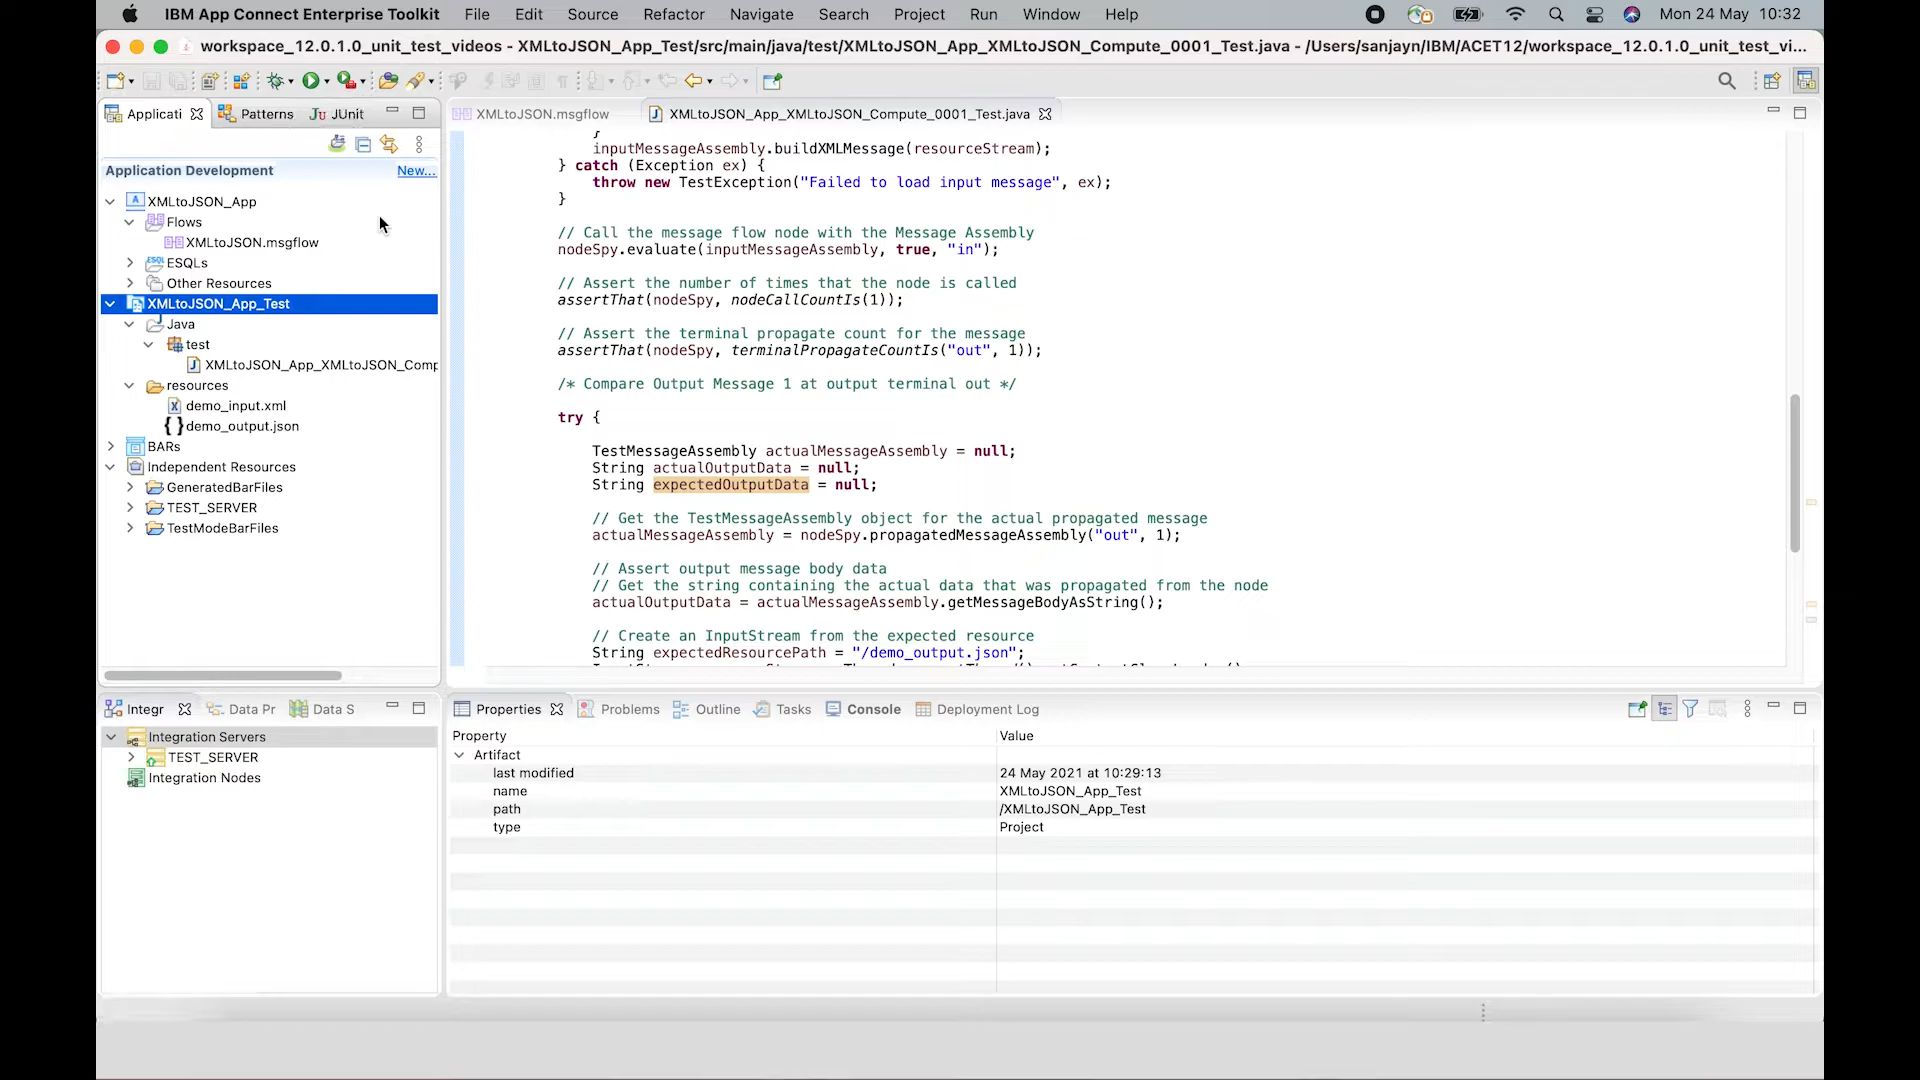 IBM App Connect Enterprise Toolkit File Edit Source Refactor Navigate Search Project Run Window Help Mon 24 May 10:32
workspace_12.0.1.0_unit_test_videos - XMLtoJSON_App_Test/src/main/java/test/XMLtoJSON_App_XMLtoJSON_Compute_0001_Test.java - /Users/sanjayn/IBM/ACET12/workspace_12.0.1.0_unit_test_vi...
Applicati Patterns JUnit
Application Development New...
XMLtoJSON_App
Flows
XMLtoJSON.msgflow
ESQLs
Other Resources
XMLtoJSON_App_Test
Java
test
XMLtoJSON_App_XMLtoJSON_Comp
resources
demo_input.xml
demo_output.json
BARs
Independent Resources
GeneratedBarFiles
TEST_SERVER
TestModeBarFiles
XMLtoJSON.msgflow XMLtoJSON_App_XMLtoJSON_Compute_0001_Test.java
}
inputMessageAssembly.buildXMLMessage(resourceStream);
} catch (Exception ex) {
throw new TestException("Failed to load input message", ex);
}
// Call the message flow node with the Message Assembly
nodeSpy.evaluate(inputMessageAssembly, true, "in");
// Assert the number of times that the node is called
assertThat(nodeSpy, nodeCallCountIs(1));
// Assert the terminal propagate count for the message
assertThat(nodeSpy, terminalPropagateCountIs("out", 1));
/* Compare Output Message 1 at output terminal out */
try {
TestMessageAssembly actualMessageAssembly = null;
String actualOutputData = null;
String expectedOutputData = null;
// Get the TestMessageAssembly object for the actual propagated message
actualMessageAssembly = nodeSpy.propagatedMessageAssembly("out", 1);
// Assert output message body data
// Get the string containing the actual data that was propagated from the node
actualOutputData = actualMessageAssembly.getMessageBodyAsString();
// Create an InputStream from the expected resource
String expectedResourcePath = "/demo_output.json";
Integr Data Pr Data S
Integration Servers
TEST_SERVER
Integration Nodes
Properties Problems Outline Tasks Console Deployment Log
Property Value
Artifact
last modified 24 May 2021 at 10:29:13
name XMLtoJSON_App_Test
path /XMLtoJSON_App_Test
type Project